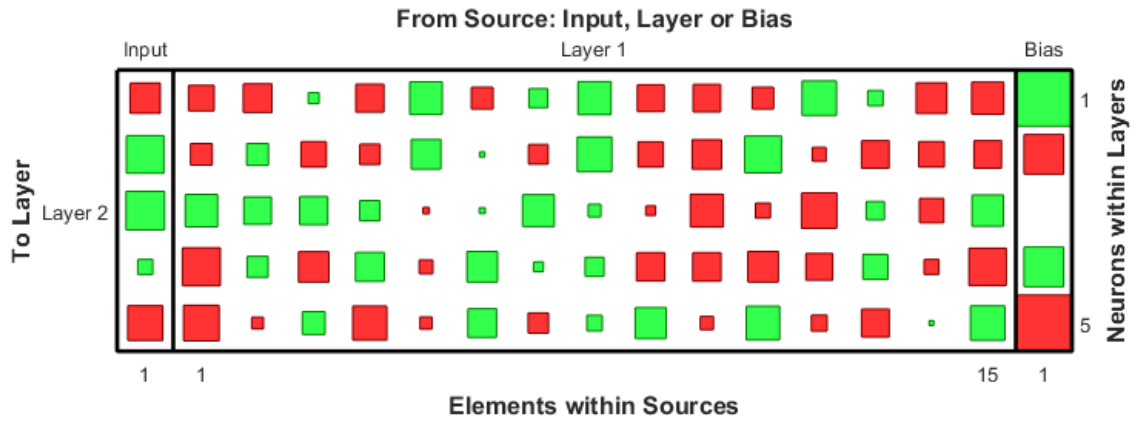 From Source: Input, Layer or Bias
Input Layer 1 Bias
1
To Layer
Layer 2
Neurons within Layers
5
1 1 15 1
Elements within Sources